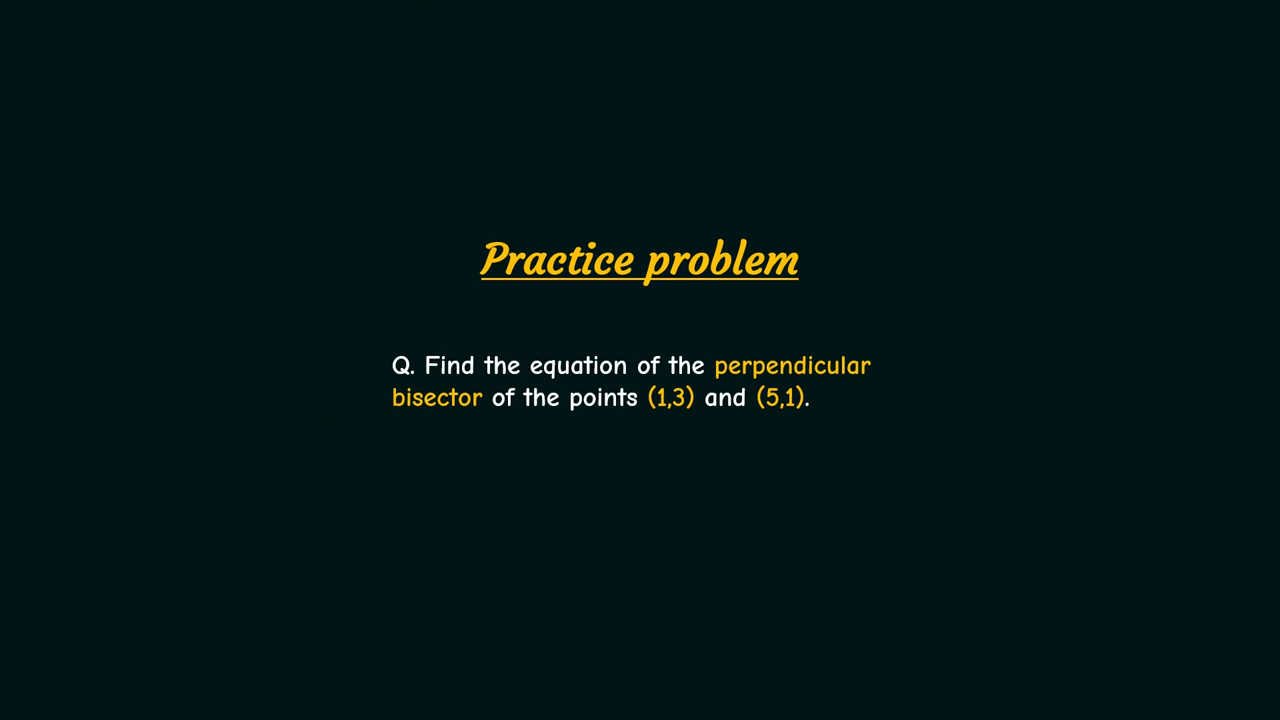 Practice problem
Q. Find the equation of the perpendicular
bisector of the points (1,3) and (5,1).